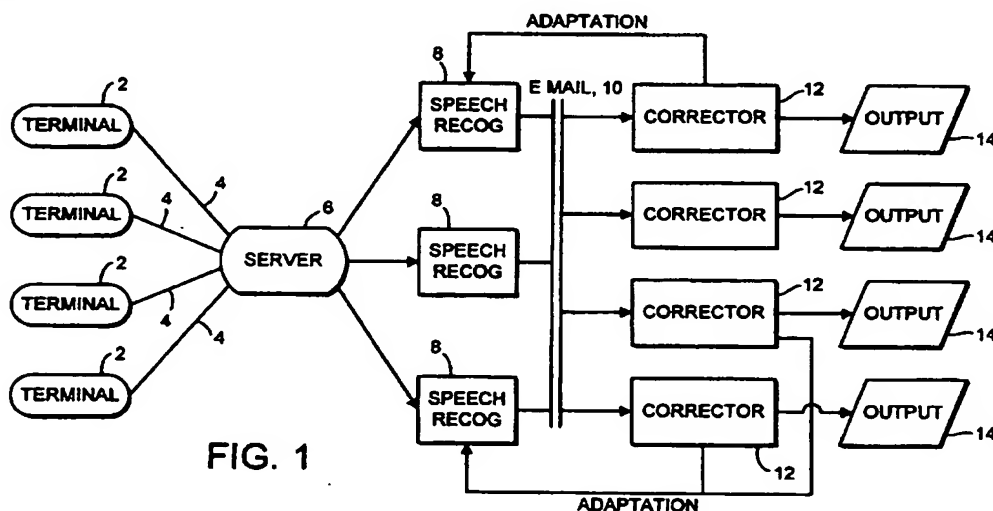 ADAPTATION
8
2
TERMINAL
4
SPEECH
RECOG
E MAIL, 10
CORRECTOR
12
OUTPUT
14
2
TERMINAL
4
6
SERVER
8
SPEECH
RECOG
CORRECTOR
12
OUTPUT
14
2
TERMINAL
4
CORRECTOR
12
OUTPUT
14
2
TERMINAL
4
8
SPEECH
RECOG
CORRECTOR
12
OUTPUT
14
FIG. 1
ADAPTATION